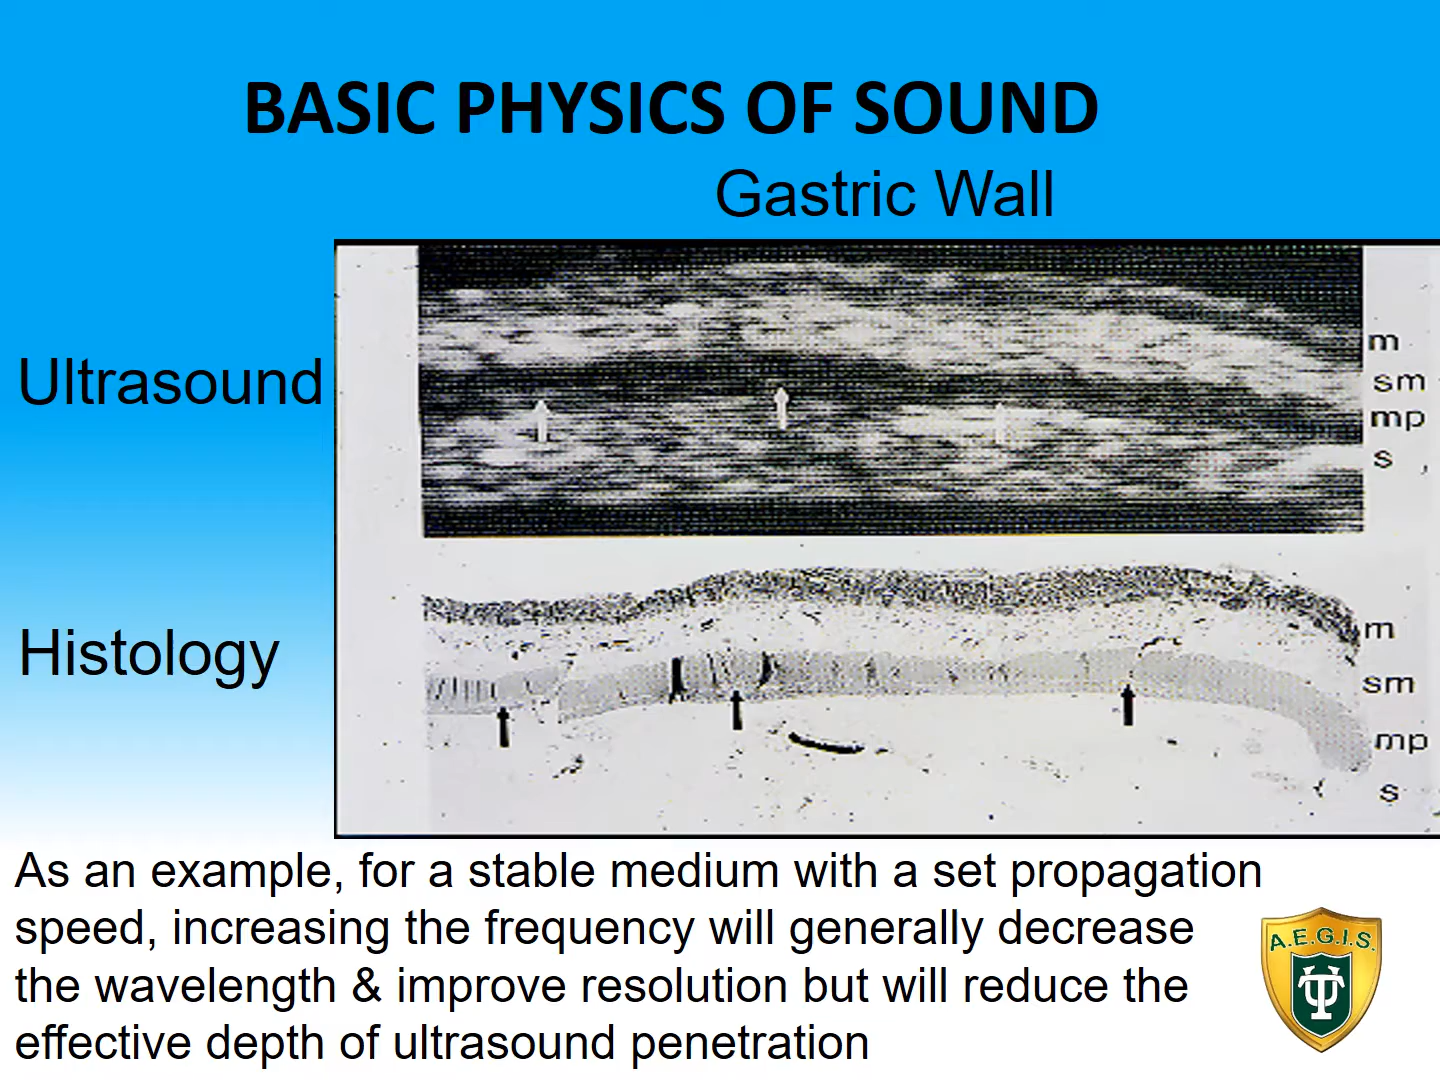 BASIC PHYSICS OF SOUND
Gastric Wall
Ultrasound
m
sm
mp
s
Histology
m
sm
mp
s
As an example, for a stable medium with a set propagation
speed, increasing the frequency will generally decrease
the wavelength & improve resolution but will reduce the
effective depth of ultrasound penetration
A.E.G.I.S.